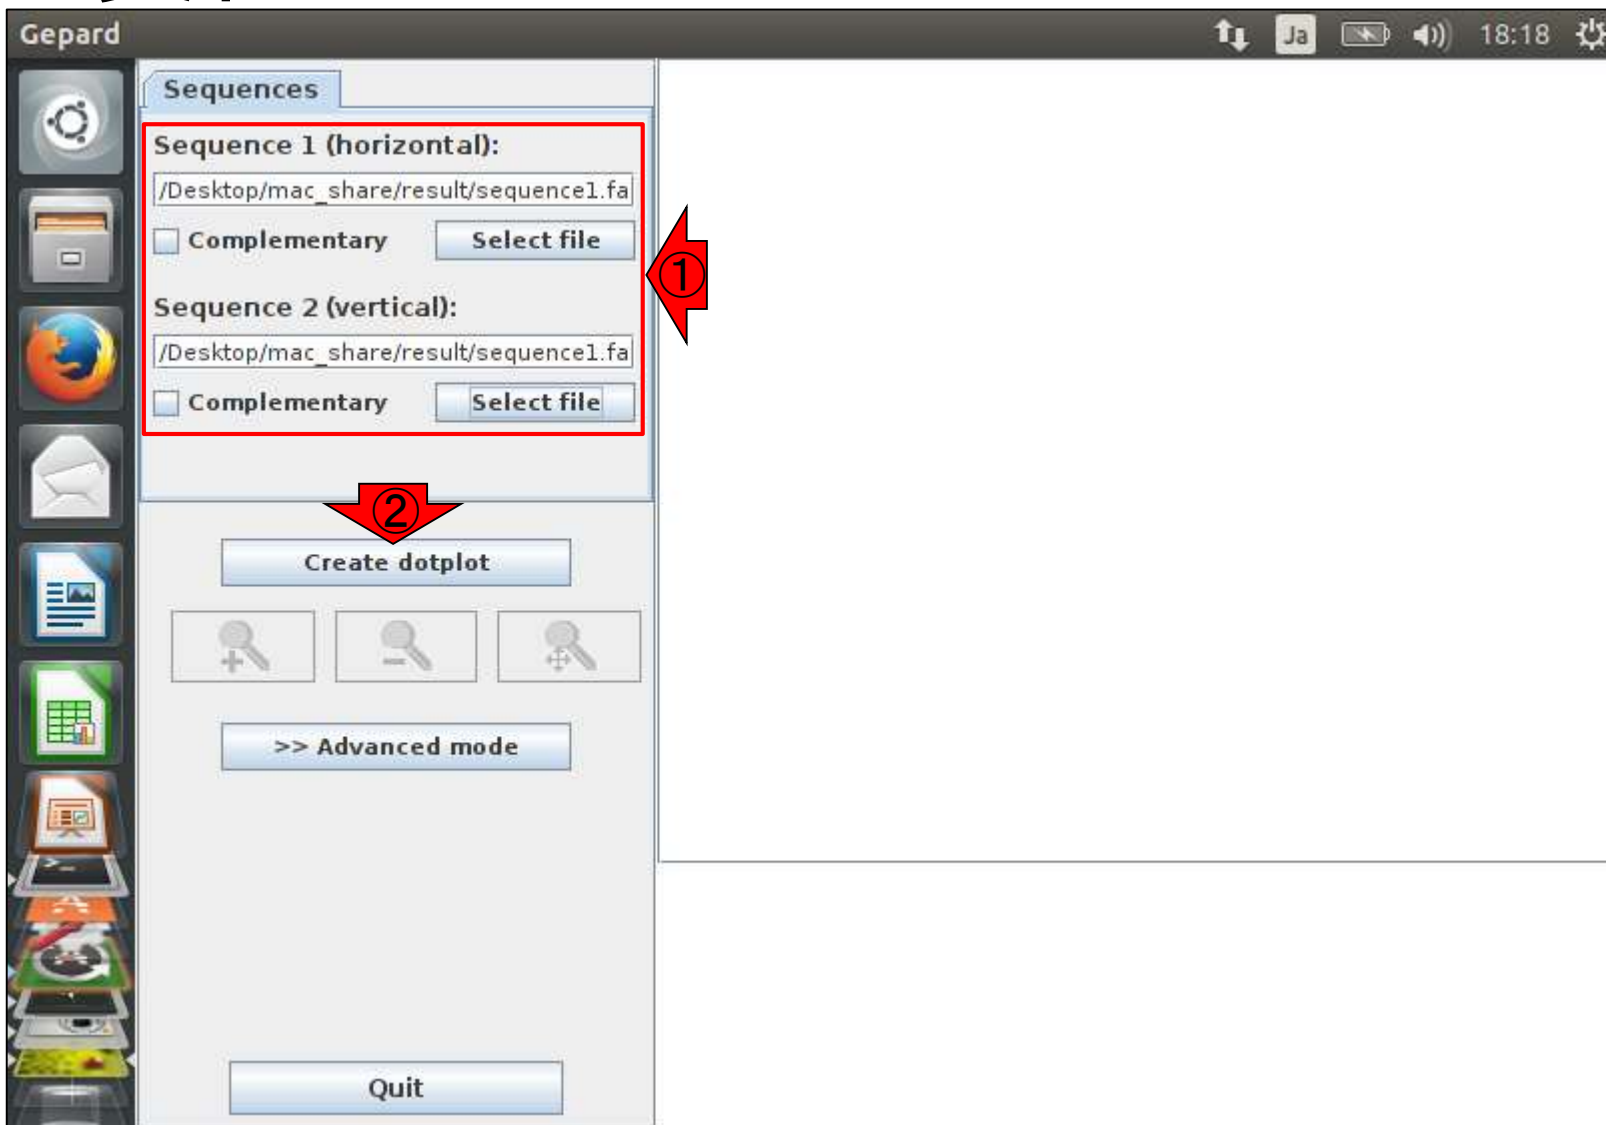 Gepard
Ja
18:18
Sequences
Sequence 1 (horizontal):
/Desktop/mac_share/result/sequence1.fa
Complementary
Select file
①
Sequence 2 (vertical):
/Desktop/mac_share/result/sequence1.fa
Complementary
Select file
②
Create dotplot
>> Advanced mode
Quit